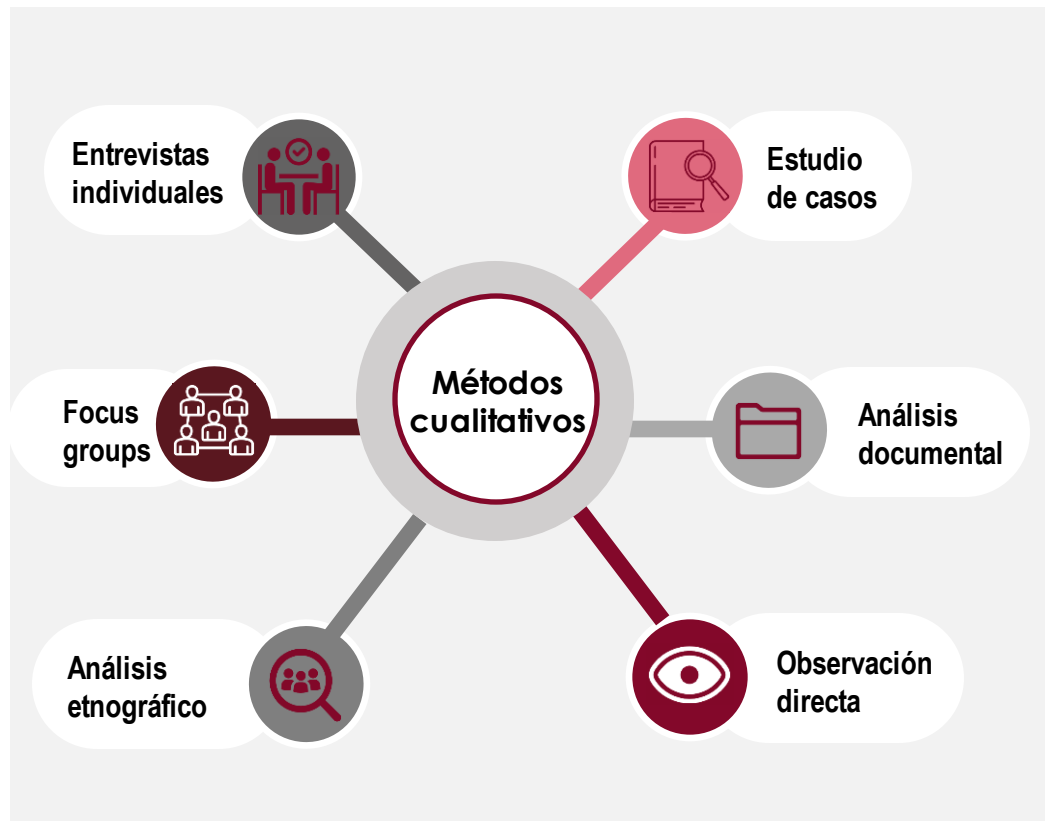 Entrevistas
individuales
Estudio
de casos
Métodos
cualitativos
Focus
groups
Análisis
documental
Análisis
etnográfico
Observación
directa